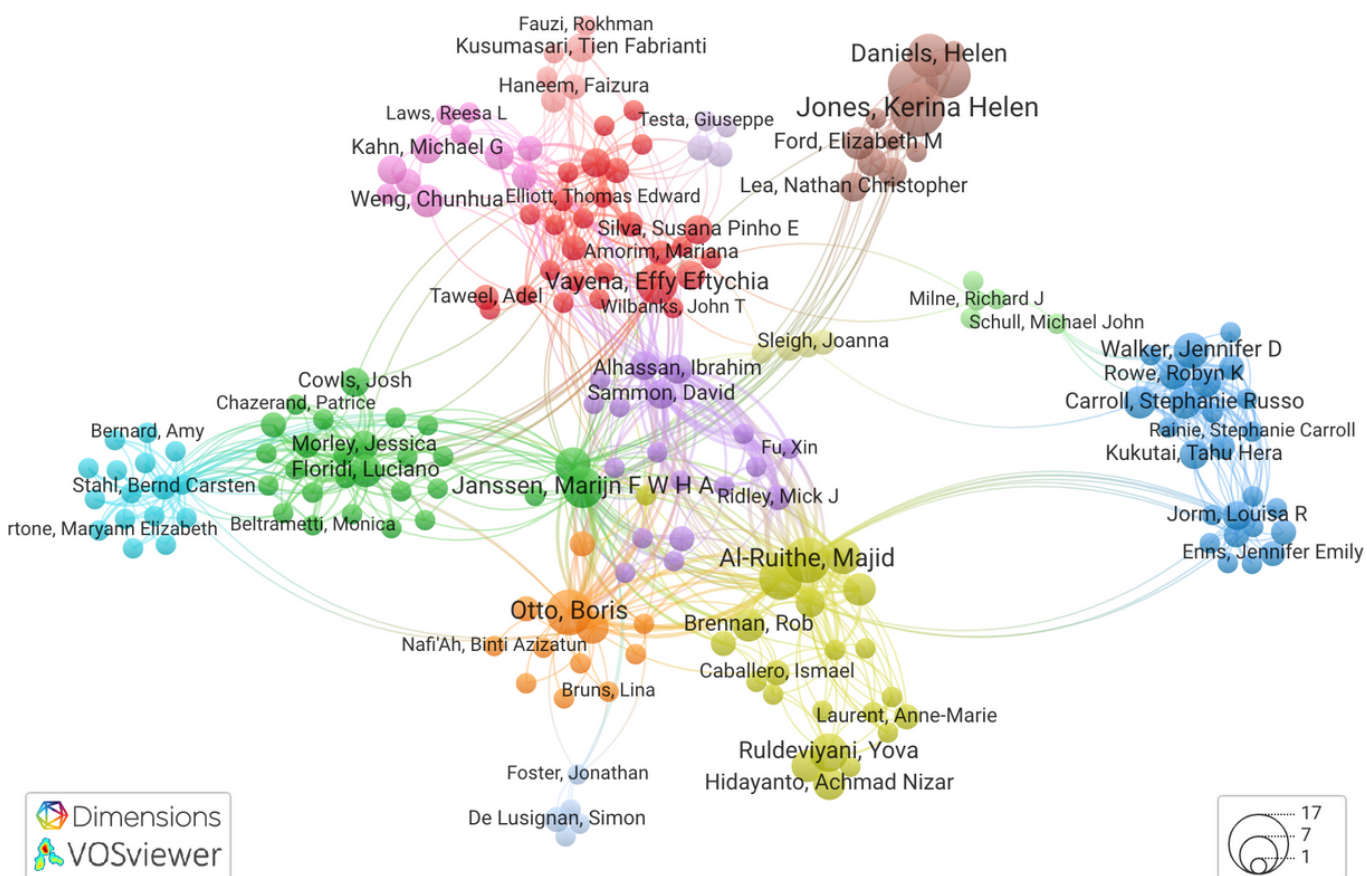 Fauzi, Rokhman
Kusumasari, Tien Fabrianti
Daniels, Helen
Haneem, Faizura
Jones, Kerina Helen
Laws, Reesa L
Testa, Giuseppe
Ford, Elizabeth M
Kahn, Michael G
Lea, Nathan Christopher
Weng, Chunhua
Elliott, Thomas Edward
Silva, Susana Pinho E
Amorim, Mariana
Vayena, Effy Eftychia
Taweel, Adel
Wilbanks, John T
Milne, Richard J
Schull, Michael John
Sleigh, Joanna
Walker, Jennifer D
Alhassan, Ibrahim
Rowe, Robyn K
Cowls, Josh
Sammon, David
Chazerand, Patrice
Carroll, Stephanie Russo
Bernard, Amy
Rainie, Stephanie Carroll
Morley, Jessica
Fu, Xin
Kukutai, Tahu Hera
Floridi, Luciano
Stahl, Bernd Carsten
Janssen, Marijn F W H A
Ridley, Mick J
Jorm, Louisa R
rtone, Maryann Elizabeth
Beltrametti, Monica
Enns, Jennifer Emily
Al-Ruithe, Majid
Otto, Boris
Brennan, Rob
Nafi'Ah, Binti Azizatun
Caballero, Ismael
Bruns, Lina
Laurent, Anne-Marie
Ruldeviyani, Yova
Foster, Jonathan
Hidayanto, Achmad Nizar
De Lusignan, Simon
Dimensions
VOSviewer
17
7
1